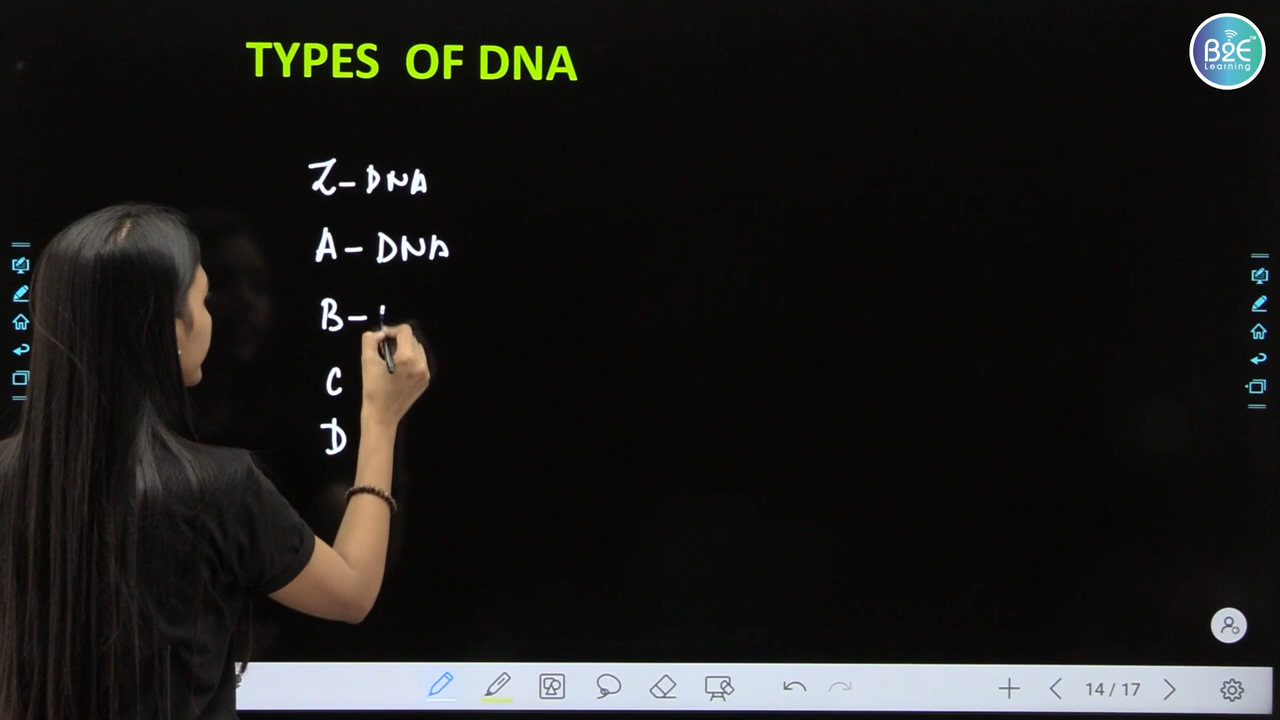 TYPES OF DNA
B2E
Learning
Z- DNA
A - DNA
B -
C
D
14 / 17